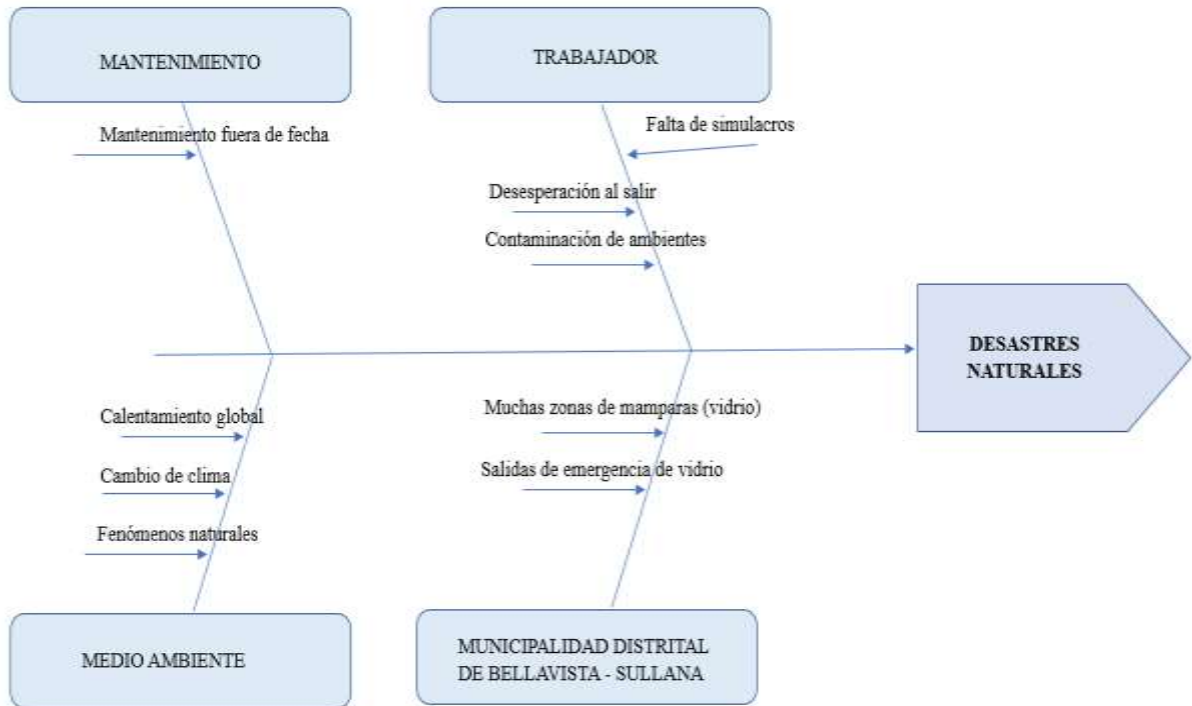 MANTENIMIENTO
TRABAJADOR
Mantenimiento fuera de fecha
Falta de simulacros
Desesperación al salir
Contaminación de ambientes
DESASTRES
NATURALES
Calentamiento global
Cambio de clima
Fenómenos naturales
Muchas zonas de mamparas (vidrio)
Salidas de emergencia de vidrio
MEDIO AMBIENTE
MUNICIPALIDAD DISTRITAL
DE BELLAVISTA - SULLANA